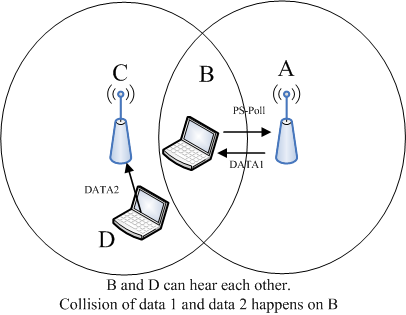 C
B
A
PS-Poll
DATA1
DATA2
D
B and D can hear each other.
Collision of data 1 and data 2 happens on B